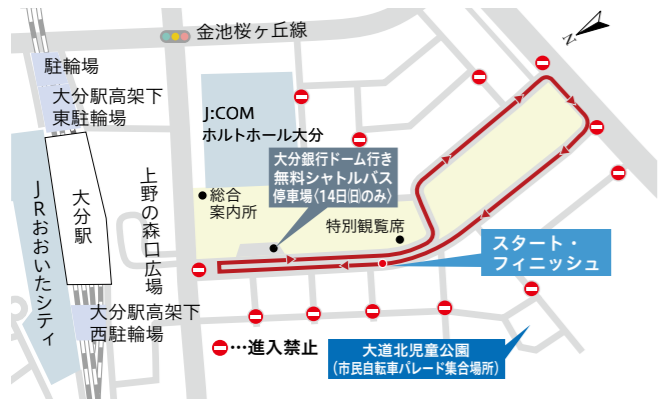 金池桜ヶ丘線
N
駐輪場
大分駅高架下
東駐輪場
J:COM
ホルトホール大分
大分銀行ドーム行き
無料シャトルバス
停車場(14日㊐のみ)
総合
案内所
特別観覧席
上野の森口広場
大分駅
JRおおいたシティ
スタート・
フィニッシュ
大分駅高架下
西駐輪場
…進入禁止
大道北児童公園
(市民自転車パレード集合場所)